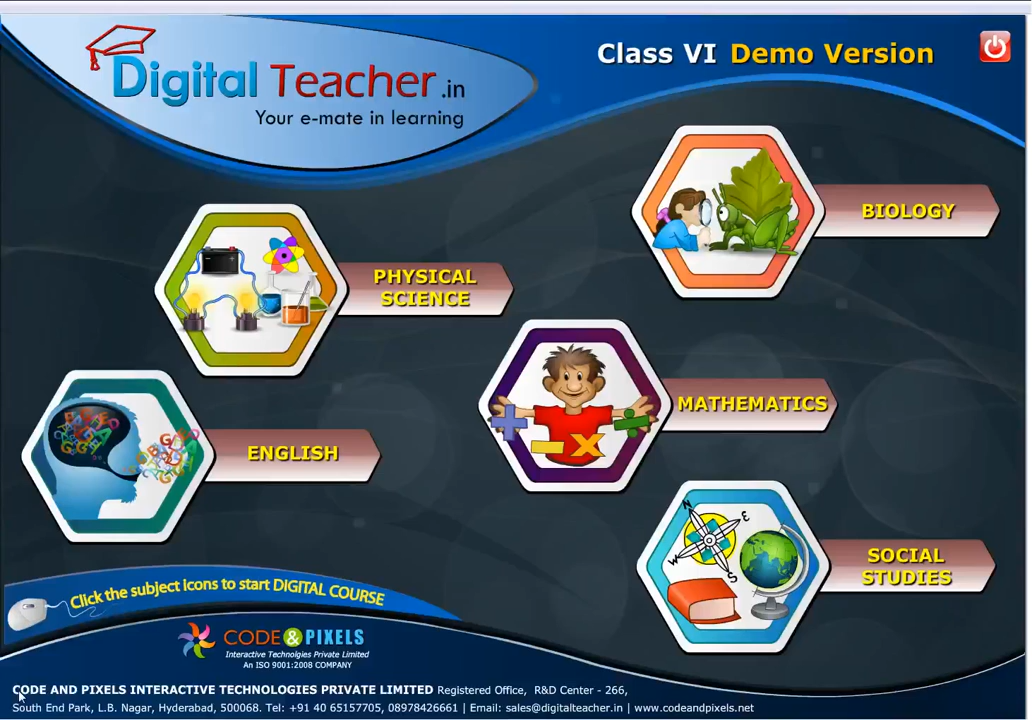 Digital Teacher.in
Your e-mate in learning
Class VI Demo Version
BIOLOGY
PHYSICAL
SCIENCE
MATHEMATICS
ENGLISH
N
E
W
S
SOCIAL
STUDIES
Click the subject icons to start DIGITAL COURSE
CODE & PIXELS
Interactive Technolgies Private Limited
An ISO 9001:2008 COMPANY
CODE AND PIXELS INTERACTIVE TECHNOLOGIES PRIVATE LIMITED Registered Office, R&D Center - 266,
South End Park, L.B. Nagar, Hyderabad, 500068. Tel: +91 40 65157705, 08978426661 | Email: sales@digitalteacher.in | www.codeandpixels.net